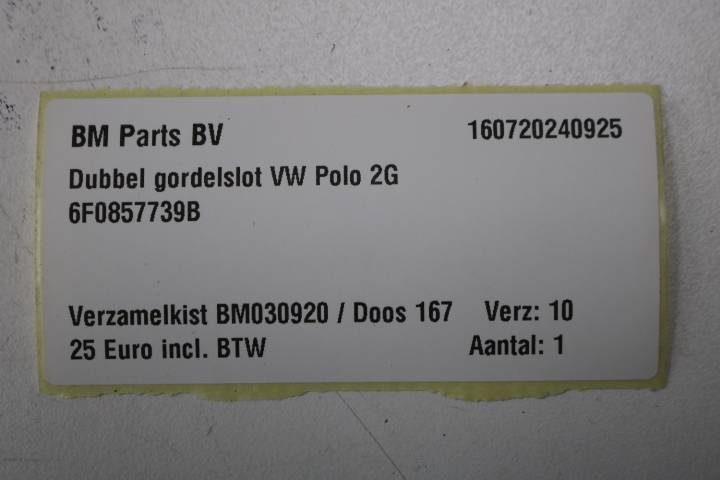 BM Parts BV 160720240925
Dubbel gordelslot VW Polo 2G
6F0857739B
Verzamelkist BM030920 / Doos 167 Verz: 10
25 Euro incl. BTW Aantal: 1